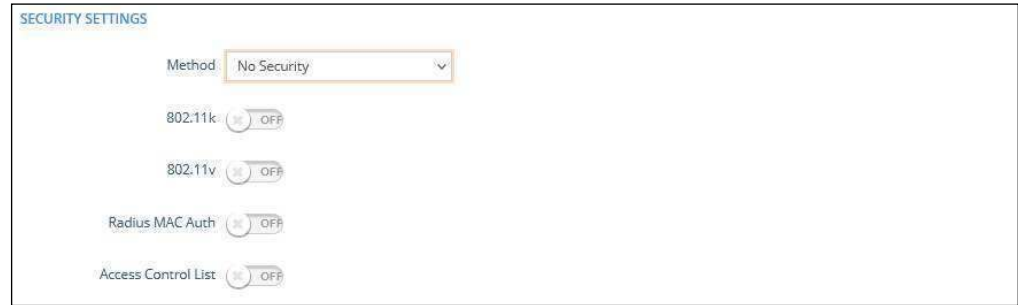 SECURITY SETTINGS
Method No Security
802.11k OFF
802.11v OFF
Radius MAC Auth OFF
Access Control List OFF